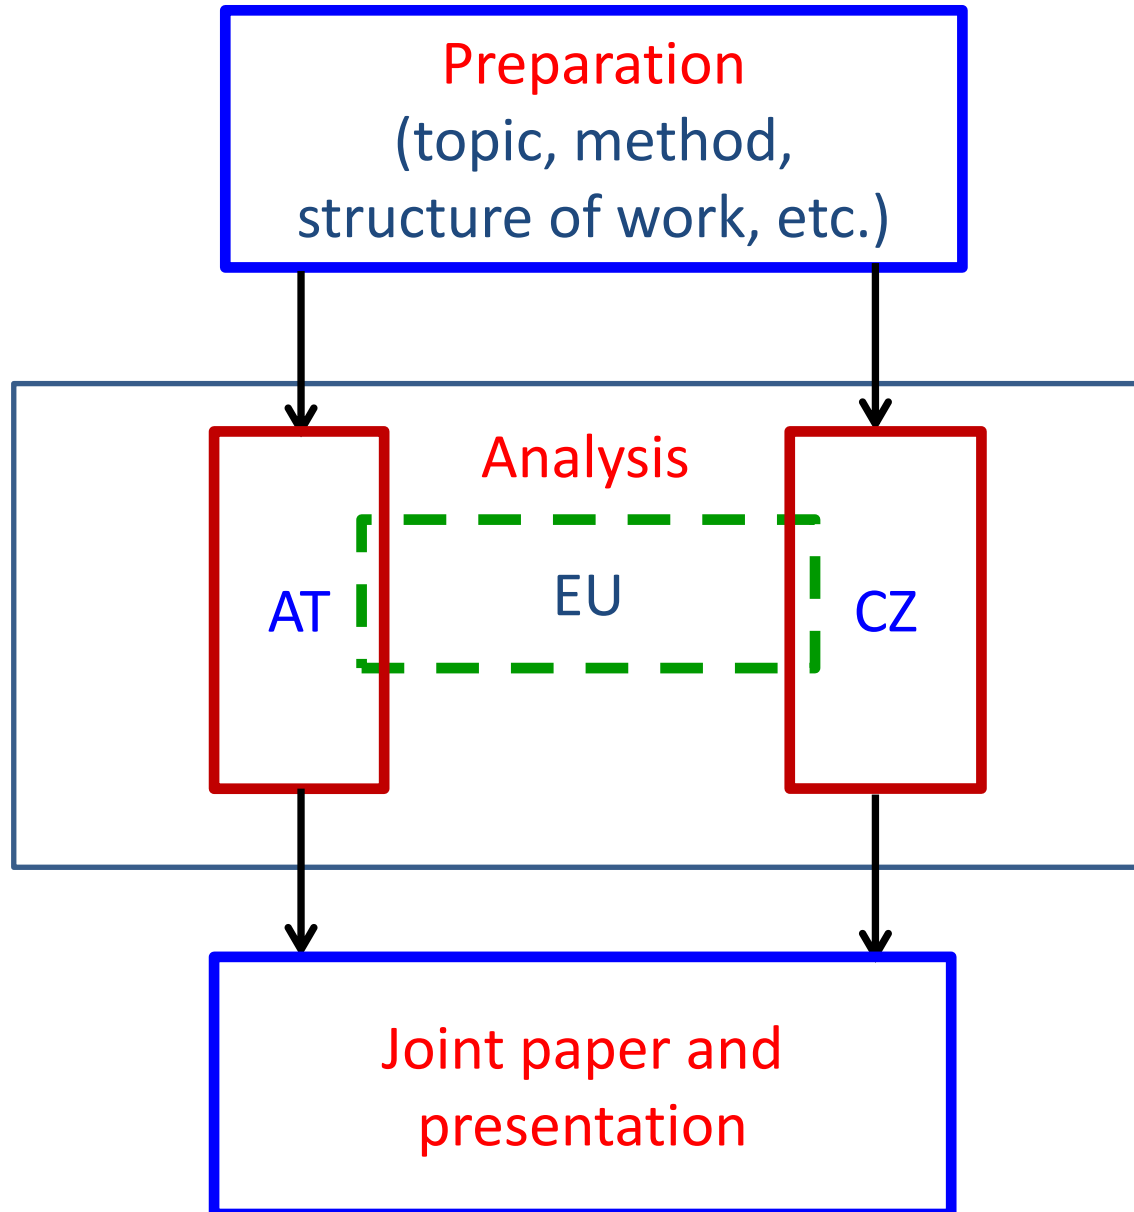 Preparation
(topic, method,
structure of work, etc.)
Analysis
AT
EU
CZ
Joint paper and
presentation